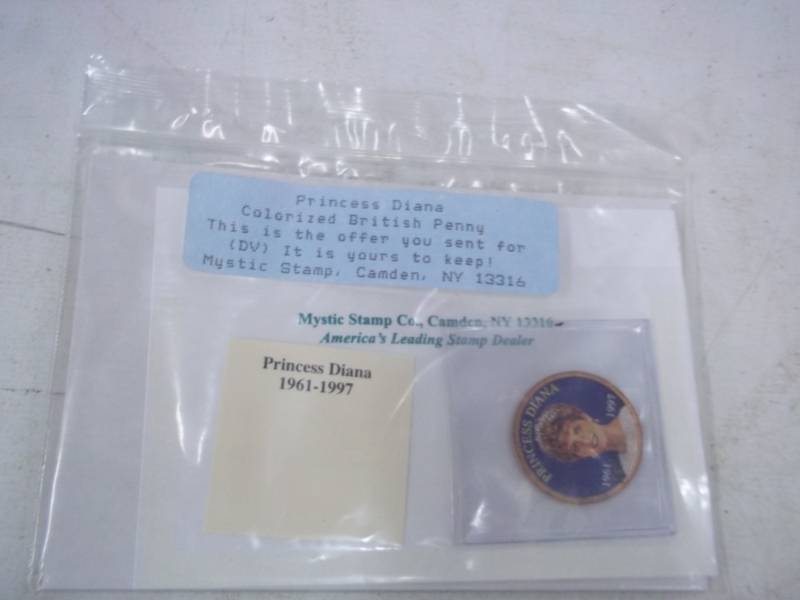 Princess Diana
Colorized British Penny
This is the offer you sent for
(DV) It is yours to keep!
Mystic Stamp, Camden, NY 13316
Mystic Stamp Co., Camden, NY 13316
America's Leading Stamp Dealer
Princess Diana
1961-1997
PRINCESS DIANA
1961
1997